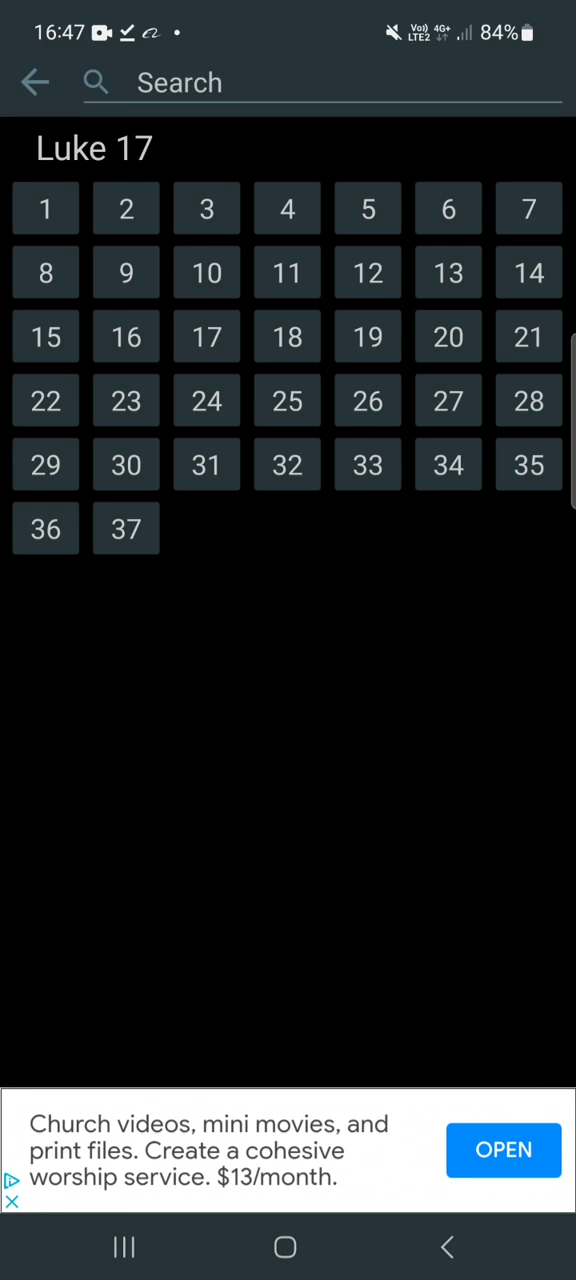 16:47 Vo) LTE2 4G+ 84%
Search
Luke 17
1 2 3 4 5 6 7
8 9 10 11 12 13 14
15 16 17 18 19 20 21
22 23 24 25 26 27 28
29 30 31 32 33 34 35
36 37
Church videos, mini movies, and
print files. Create a cohesive
worship service. $13/month.
OPEN